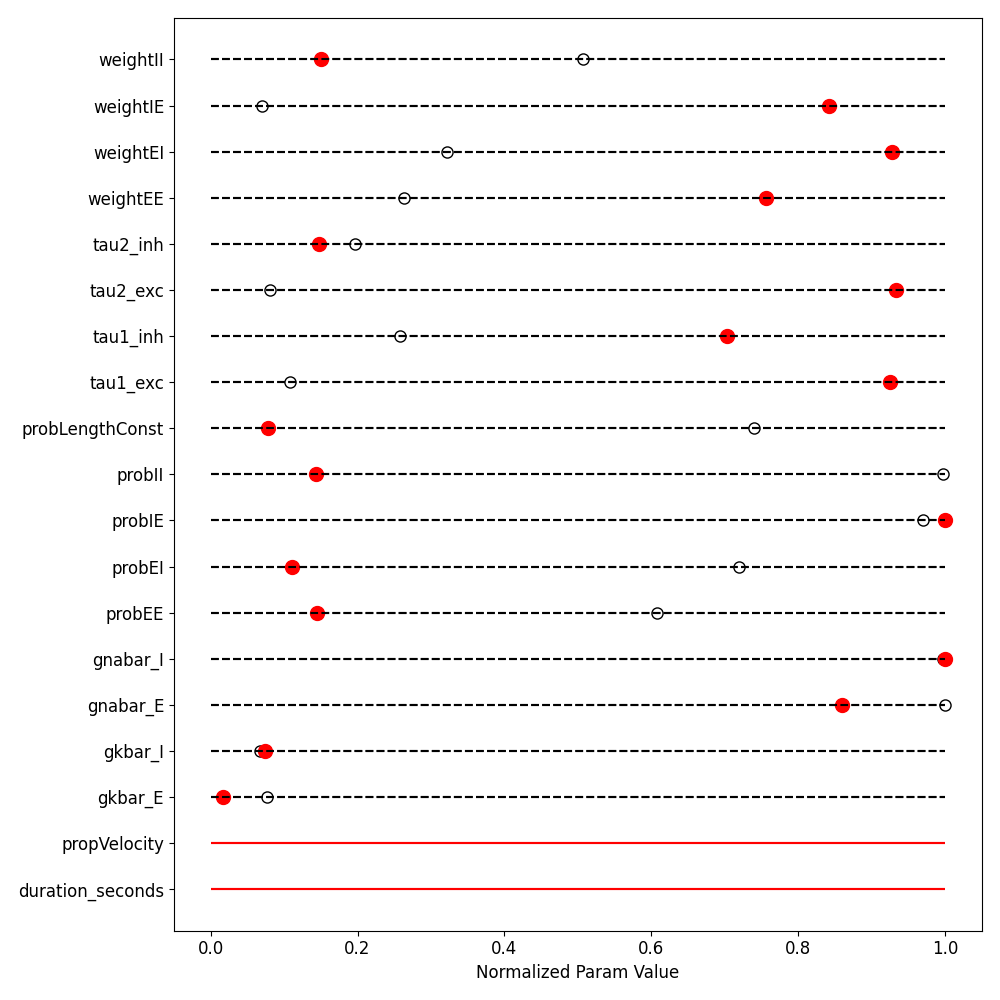 weightII
weightIE
weightEI
weightEE
tau2_inh
tau2_exc
tau1_inh
tau1_exc
probLengthConst
probII
probIE
probEI
probEE
gnabar_I
gnabar_E
gkbar_I
gkbar_E
propVelocity
duration_seconds
0.0 0.2 0.4 0.6 0.8 1.0
Normalized Param Value